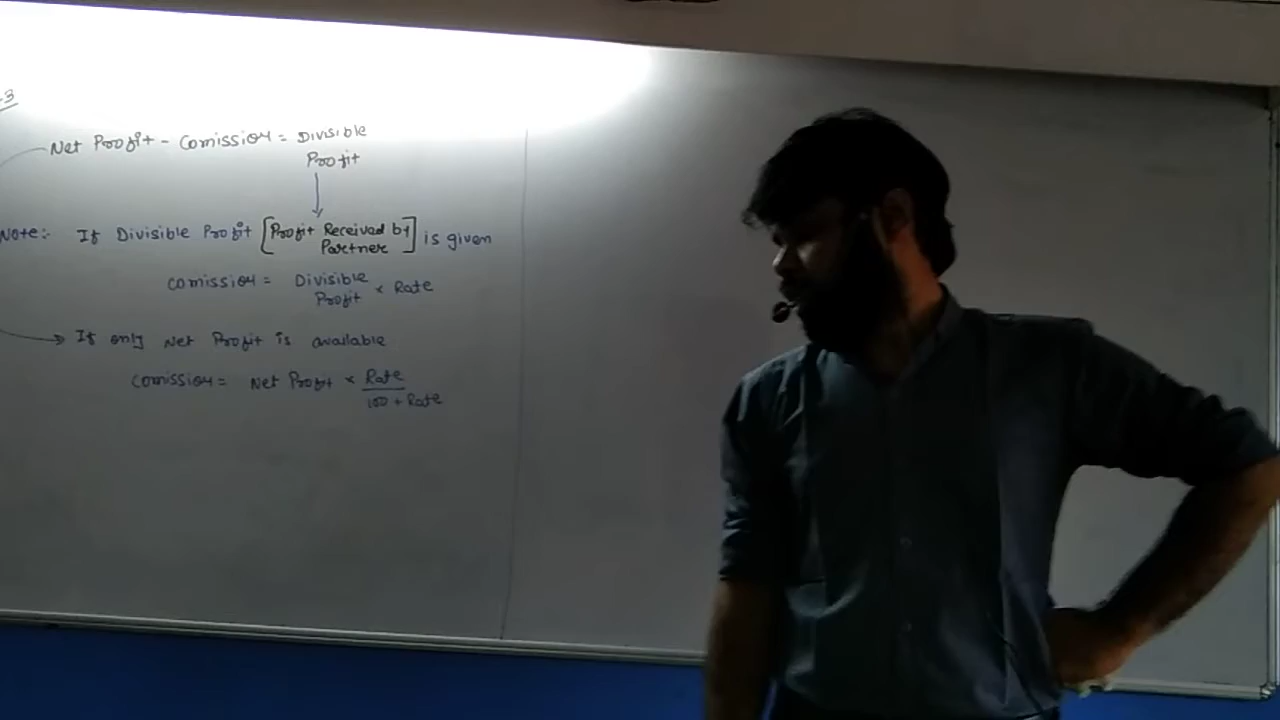 -3
Net Profit - Comission = Divisible
Profit
Note:- If Divisible Profit [Profit Received by
Partner] is given
Comission = Divisible
Profit × Rate
→ If only Net Profit is available
Comission = Net Profit × Rate
100 + Rate